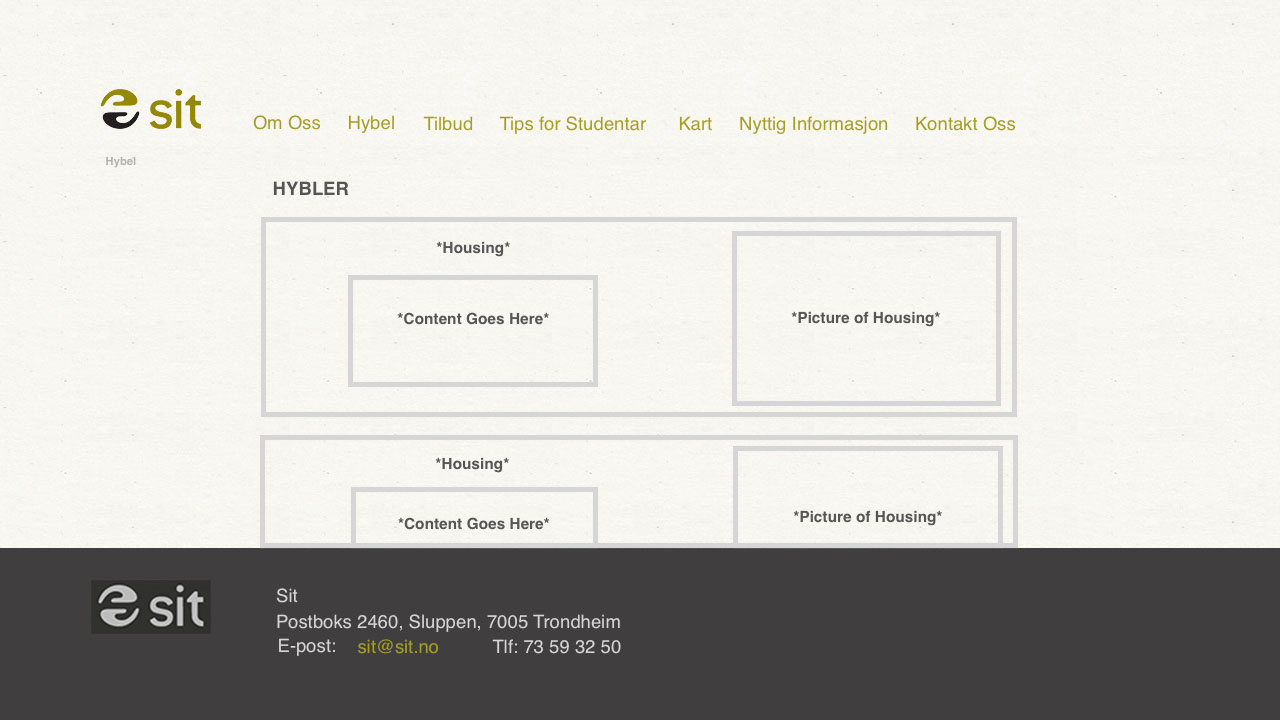 sit
Om Oss Hybel Tilbud Tips for Studentar Kart Nyttig Informasjon Kontakt Oss
Hybel
HYBLER
*Housing*
*Content Goes Here*
*Picture of Housing*
*Housing*
*Content Goes Here*
*Picture of Housing*
sit
Sit
Postboks 2460, Sluppen, 7005 Trondheim
E-post: sit@sit.no Tlf: 73 59 32 50